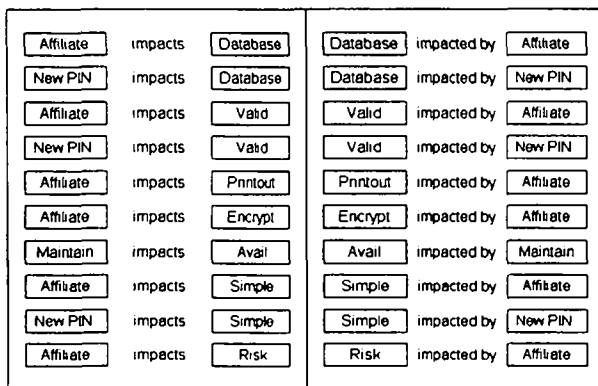 Affiliate impacts Database Database impacted by Affiliate
New PIN impacts Database Database impacted by New PIN
Affiliate impacts Valid Valid impacted by Affiliate
New PIN impacts Valid Valid impacted by New PIN
Affiliate impacts Printout Printout impacted by Affiliate
Affiliate impacts Encrypt Encrypt impacted by Affiliate
Maintain impacts Avail Avail impacted by Maintain
Affiliate impacts Simple Simple impacted by Affiliate
New PIN impacts Simple Simple impacted by New PIN
Affiliate impacts Risk Risk impacted by Affiliate